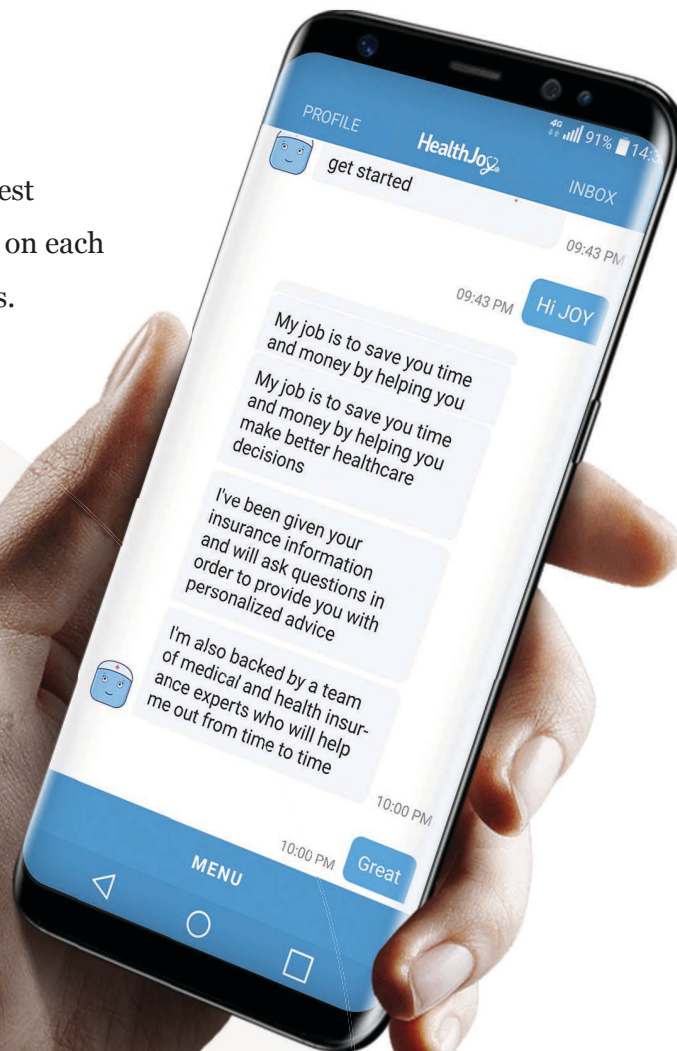 est
on each
s.
PROFILE
HealthJoy
4G 91% 14:3
INBOX
get started
09:43 PM
09:43 PM Hi JOY
My job is to save you time
and money by helping you
My job is to save you time
and money by helping you
make better healthcare
decisions
I've been given your
insurance information
and will ask questions in
order to provide you with
personalized advice
I'm also backed by a team
of medical and health insur-
ance experts who will help
me out from time to time
10:00 PM
10:00 PM Great
MENU